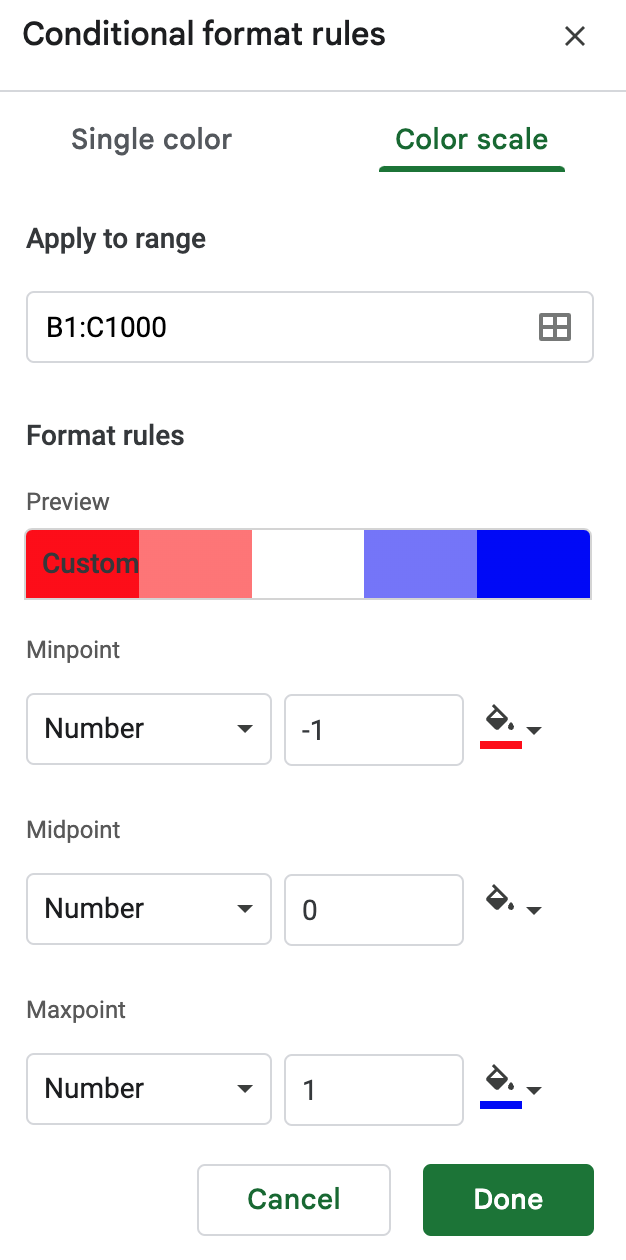 Conditional format rules
Single color
Color scale
Apply to range
B1:C1000
Format rules
Preview
Custom
Minpoint
Number
-1
Midpoint
Number
0
Maxpoint
Number
1
Cancel
Done